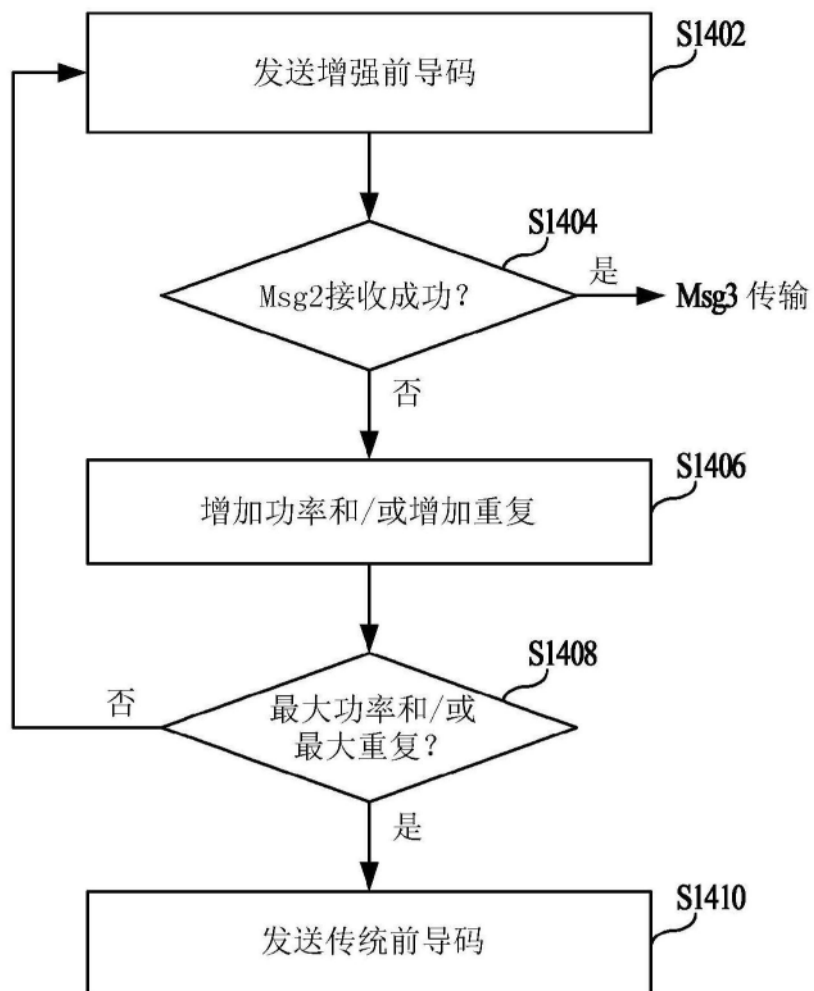 S1402
发送增强前导码
S1404
Msg2接收成功?
是
Msg3 传输
否
S1406
增加功率和/或增加重复
S1408
否
最大功率和/或
最大重复?
是
S1410
发送传统前导码